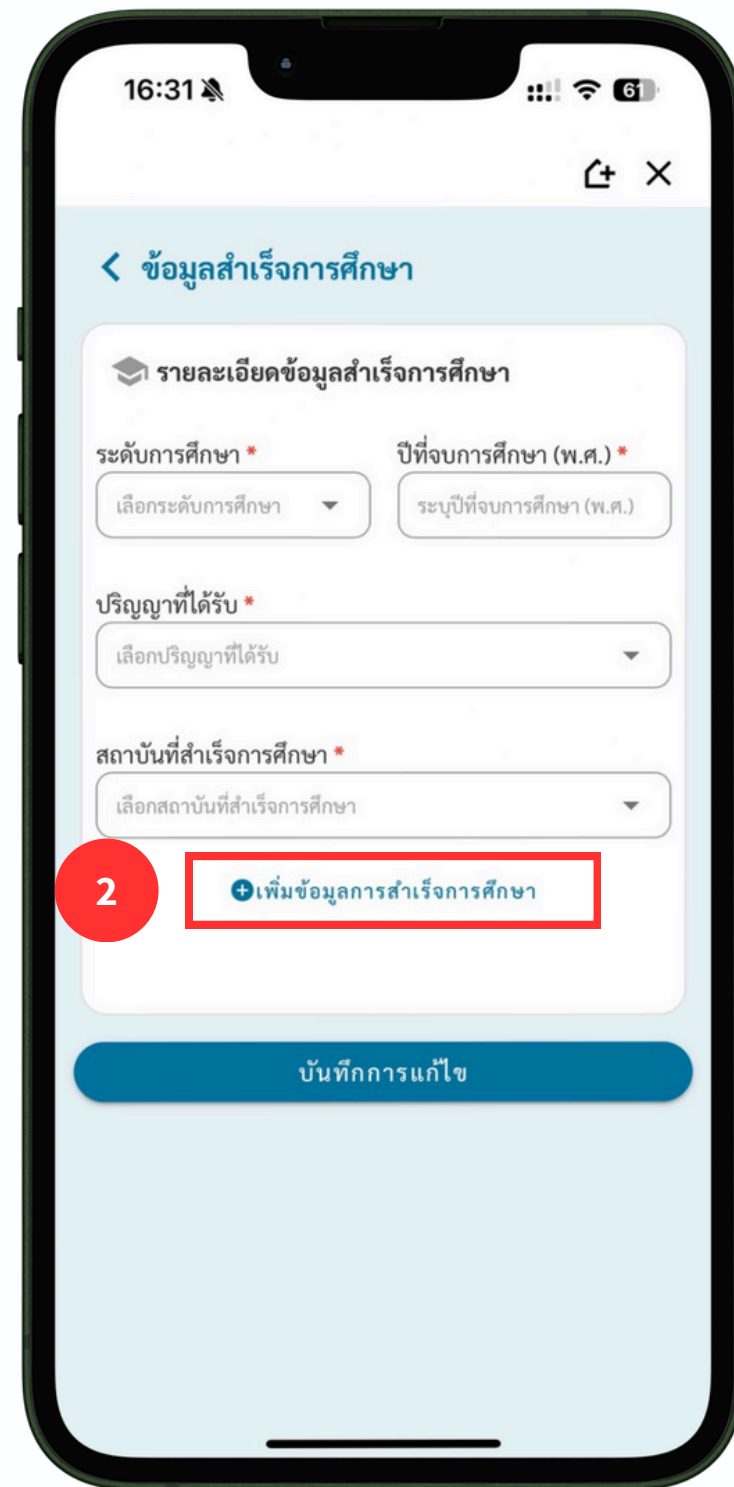 16:31
61
ข้อมูลสำเร็จการศึกษา
รายละเอียดข้อมูลสำเร็จการศึกษา
ระดับการศึกษา * ปีที่จบการศึกษา (พ.ศ.) *
เลือกระดับการศึกษา ระบุปีที่จบการศึกษา (พ.ศ.)
ปริญญาที่ได้รับ *
เลือกปริญญาที่ได้รับ
สถาบันที่สำเร็จการศึกษา *
เลือกสถาบันที่สำเร็จการศึกษา
2 เพิ่มข้อมูลการสำเร็จการศึกษา
บันทึกการแก้ไข